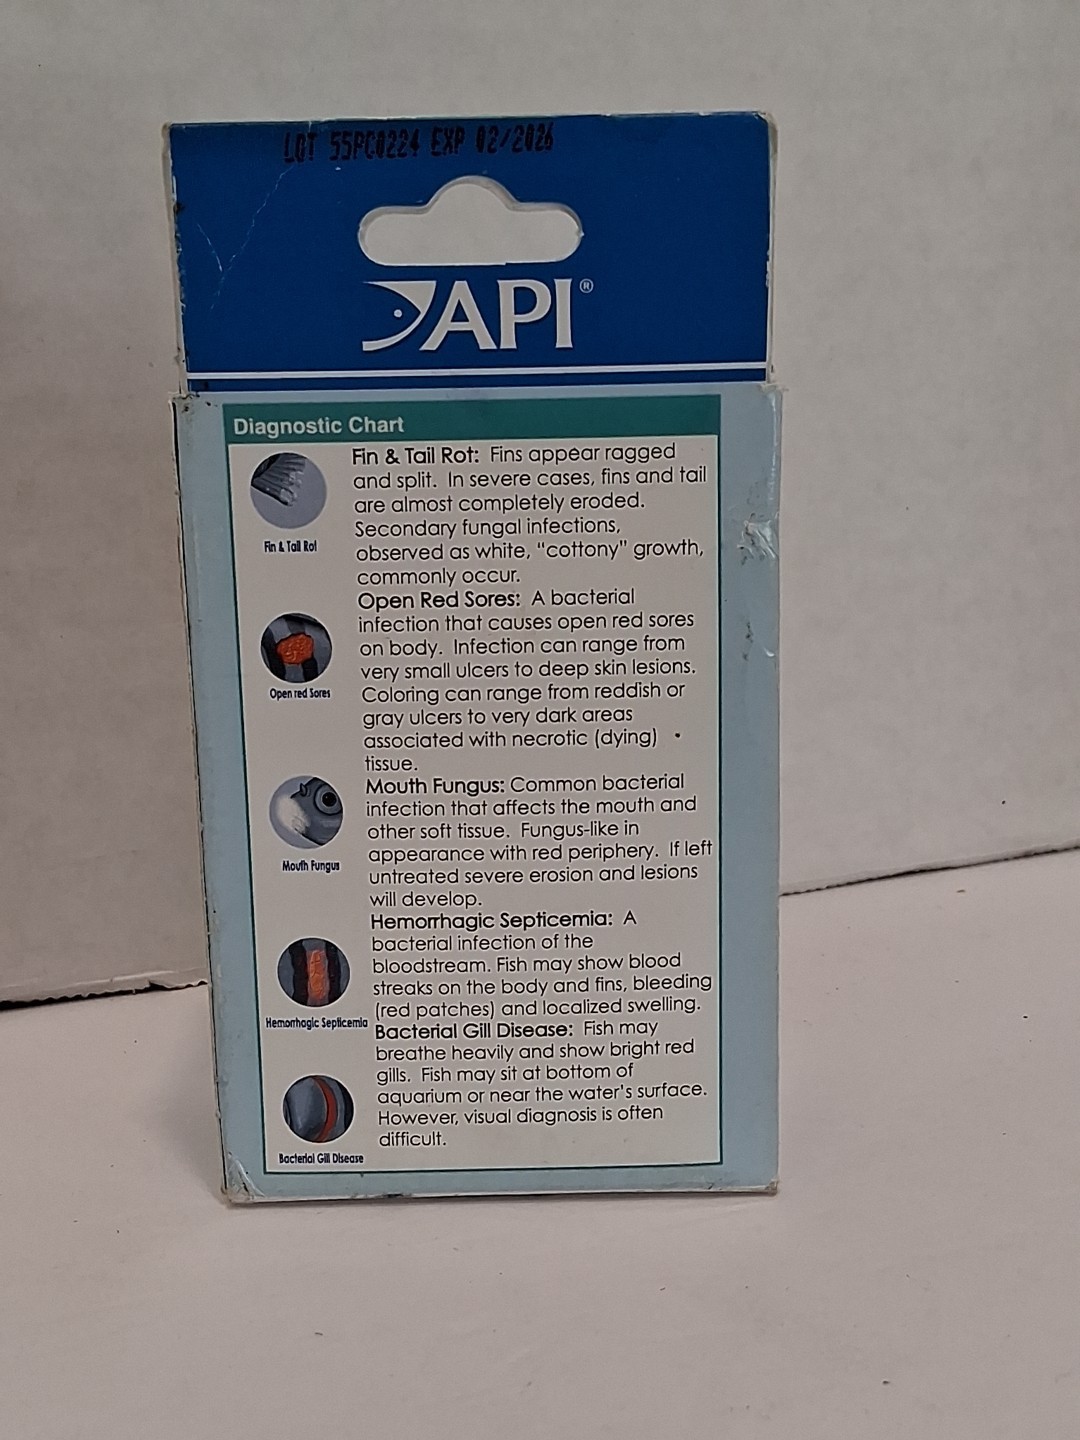 LOT 55PC0224 EXP 02/2026
API®
Diagnostic Chart
Fin & Tail Rot: Fins appear ragged
and split. In severe cases, fins and tail
are almost completely eroded.
Secondary fungal infections,
observed as white, “cottony” growth,
commonly occur.
Fin & Tail Rot
Open Red Sores: A bacterial
infection that causes open red sores
on body. Infection can range from
very small ulcers to deep skin lesions.
Coloring can range from reddish or
gray ulcers to very dark areas
associated with necrotic (dying)
tissue.
Open red Sores
Mouth Fungus: Common bacterial
infection that affects the mouth and
other soft tissue. Fungus-like in
appearance with red periphery. If left
untreated severe erosion and lesions
will develop.
Mouth Fungus
Hemorrhagic Septicemia: A
bacterial infection of the
bloodstream. Fish may show blood
streaks on the body and fins, bleeding
(red patches) and localized swelling.
Hemorrhagic Septicemia
Bacterial Gill Disease: Fish may
breathe heavily and show bright red
gills. Fish may sit at bottom of
aquarium or near the water's surface.
However, visual diagnosis is often
difficult.
Bacterial Gill Disease